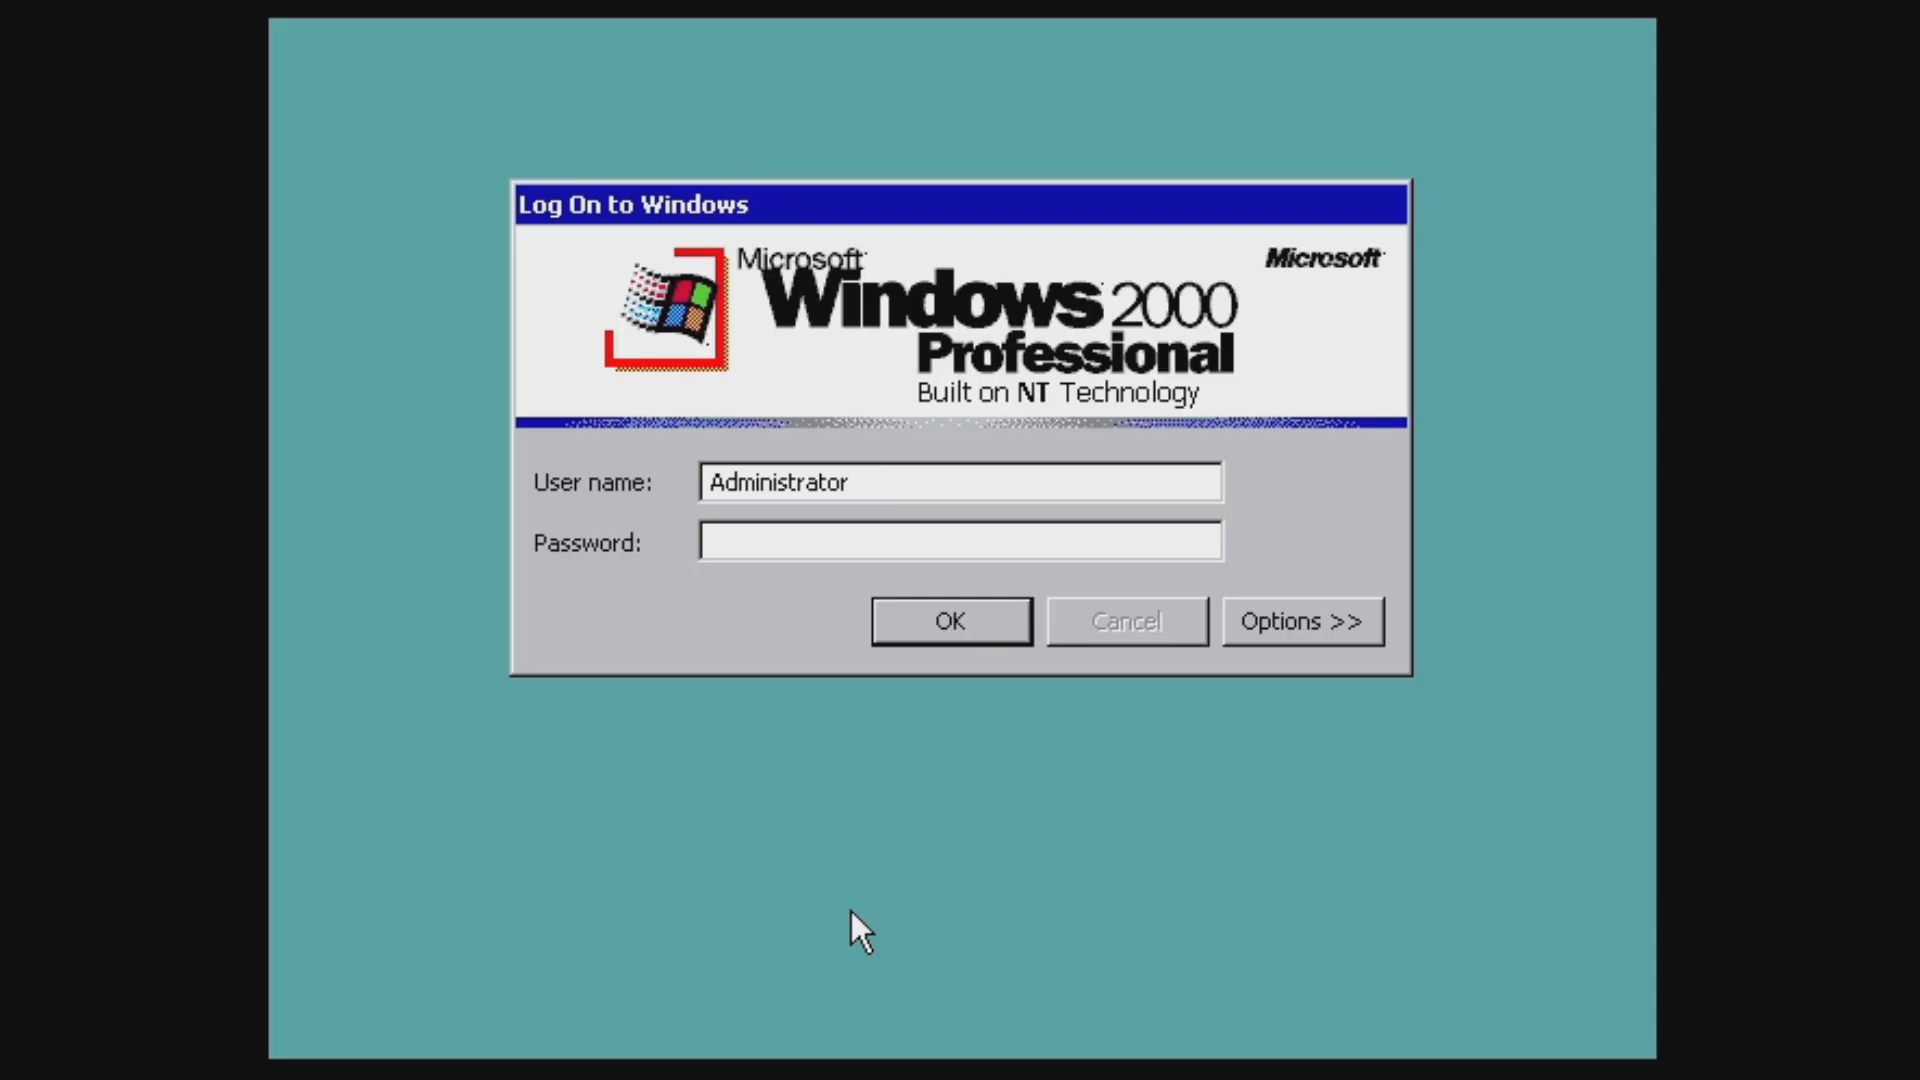 Log On to Windows
Microsoft
Microsoft
Windows 2000
Professional
Built on NT Technology
User name: Administrator
Password:
OK Cancel Options >>